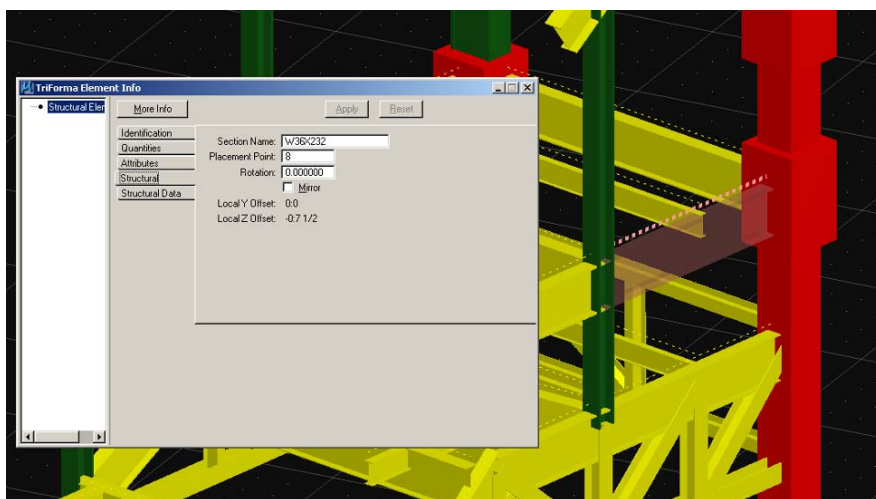 TriForma Element Info
Structural Eler
More Info
Apply
Reset
Identification
Quantities
Attributes
Structural
Structural Data
Section Name: W36X232
Placement Point: 8
Rotation: 0.000000
Mirror
Local Y Offset: 0:0
Local Z Offset: -0:7 1/2